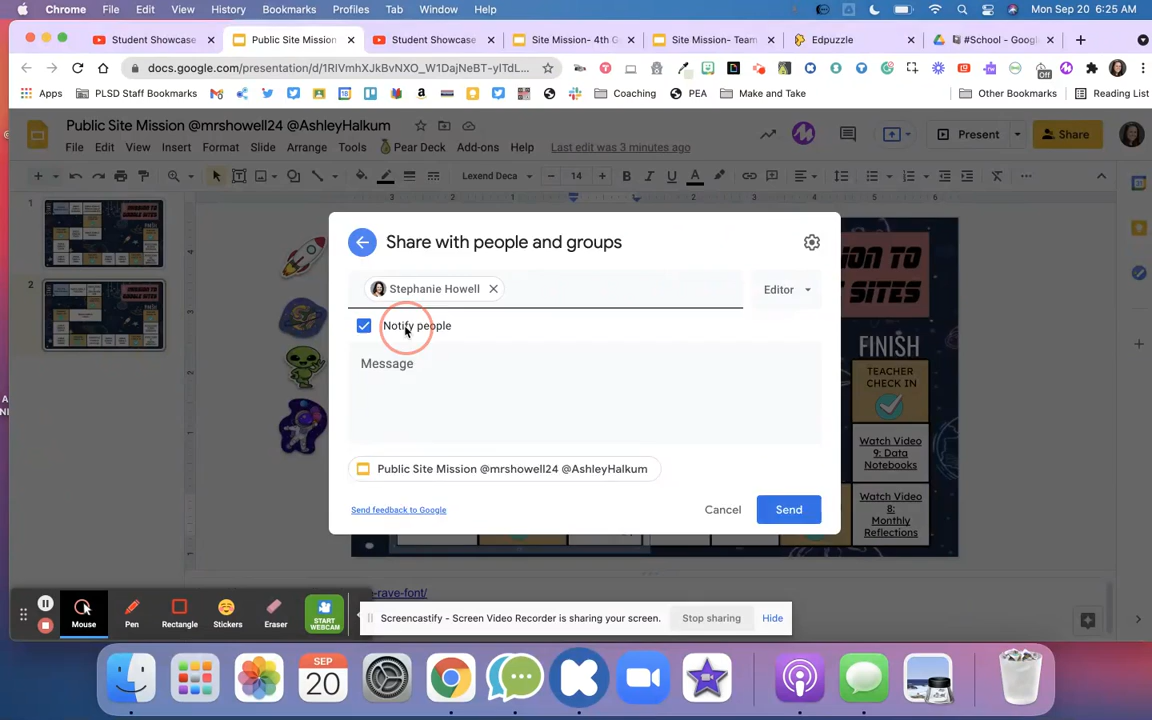 Chrome File Edit View History Bookmarks Profiles Tab Window Help Mon Sep 20 6:25 AM
Student Showcase Public Site Mission Student Showcase Site Mission- 4th G Site Mission- Team Edpuzzle #School - Googl
docs.google.com/presentation/d/1RIVmhXJkBvNXO_W1DajNeBT-yITdL...
Apps PLSD Staff Bookmarks Coaching PEA Make and Take Other Bookmarks Reading List
Public Site Mission @mrshowell24 @AshleyHalkum
Present Share
File Edit View Insert Format Slide Arrange Tools Pear Deck Add-ons Help Last edit was 3 minutes ago
Lexend Deca 14
1
2
Share with people and groups
Stephanie Howell Editor
Notify people
Message
Public Site Mission @mrshowell24 @AshleyHalkum
Send feedback to Google Cancel Send
FINISH
TEACHER
CHECK IN
Watch Video
9: Data
Notebooks
Watch Video
8:
Monthly
Reflections
-rave-font/
Mouse Pen Rectangle Stickers Eraser START
WEBCAM
Screencastify - Screen Video Recorder is sharing your screen. Stop sharing Hide
SEP
20